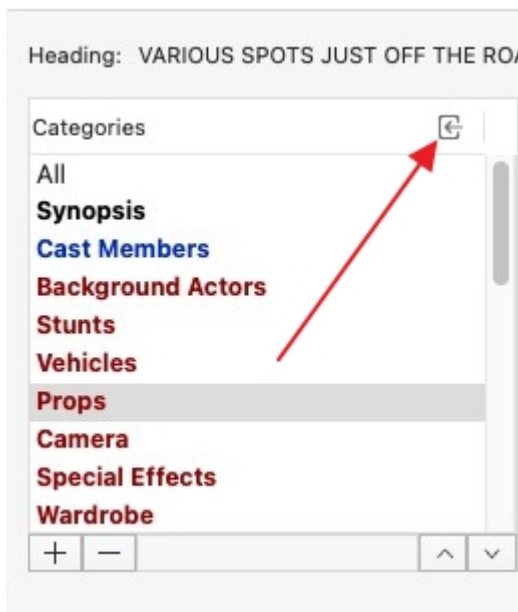 Heading: VARIOUS SPOTS JUST OFF THE ROA
Categories
All
Synopsis
Cast Members
Background Actors
Stunts
Vehicles
Props
Camera
Special Effects
Wardrobe